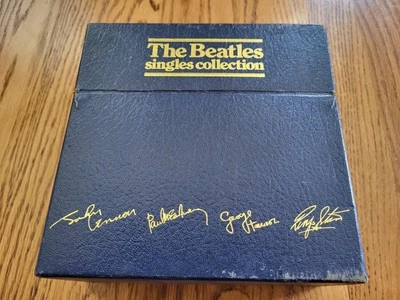 The Beatles
singles collection
John Lennon
Paul McCartney
George Harrison
Ringo Starr